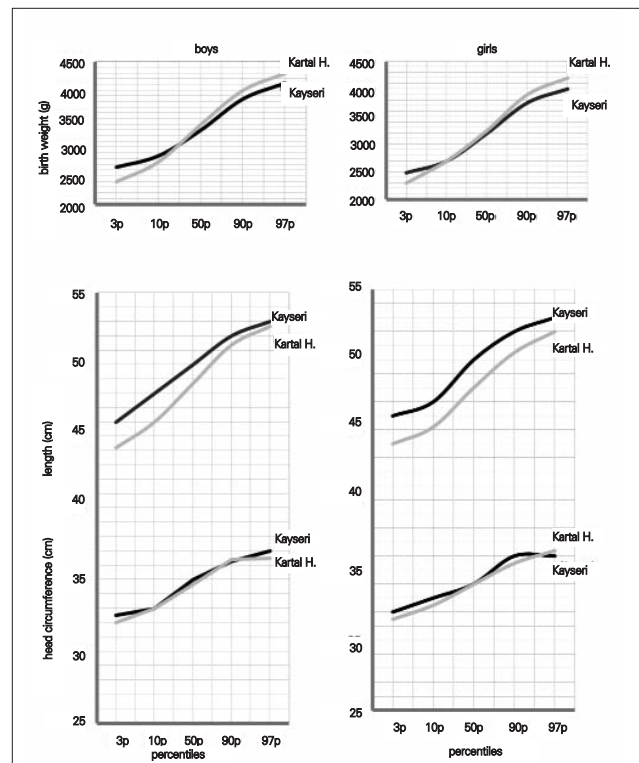 boys
4500
4000
3500
3000
2500
2000
birth weight (g)
Kartal H.
Kayseri
3p 10p 50p 90p 97p
girls
4500
4000
3500
3000
2500
2000
Kartal H.
Kayseri
3p 10p 50p 90p 97p
55
50
45
40
35
30
25
length (cm)
head circumference (cm)
Kayseri
Kartal H.
Kayseri
Kartal H.
3p 10p 50p 90p 97p
percentiles
55
50
45
40
35
30
25
Kayseri
Kartal H.
Kartal H.
Kayseri
3p 10p 50p 90p 97p
percentiles